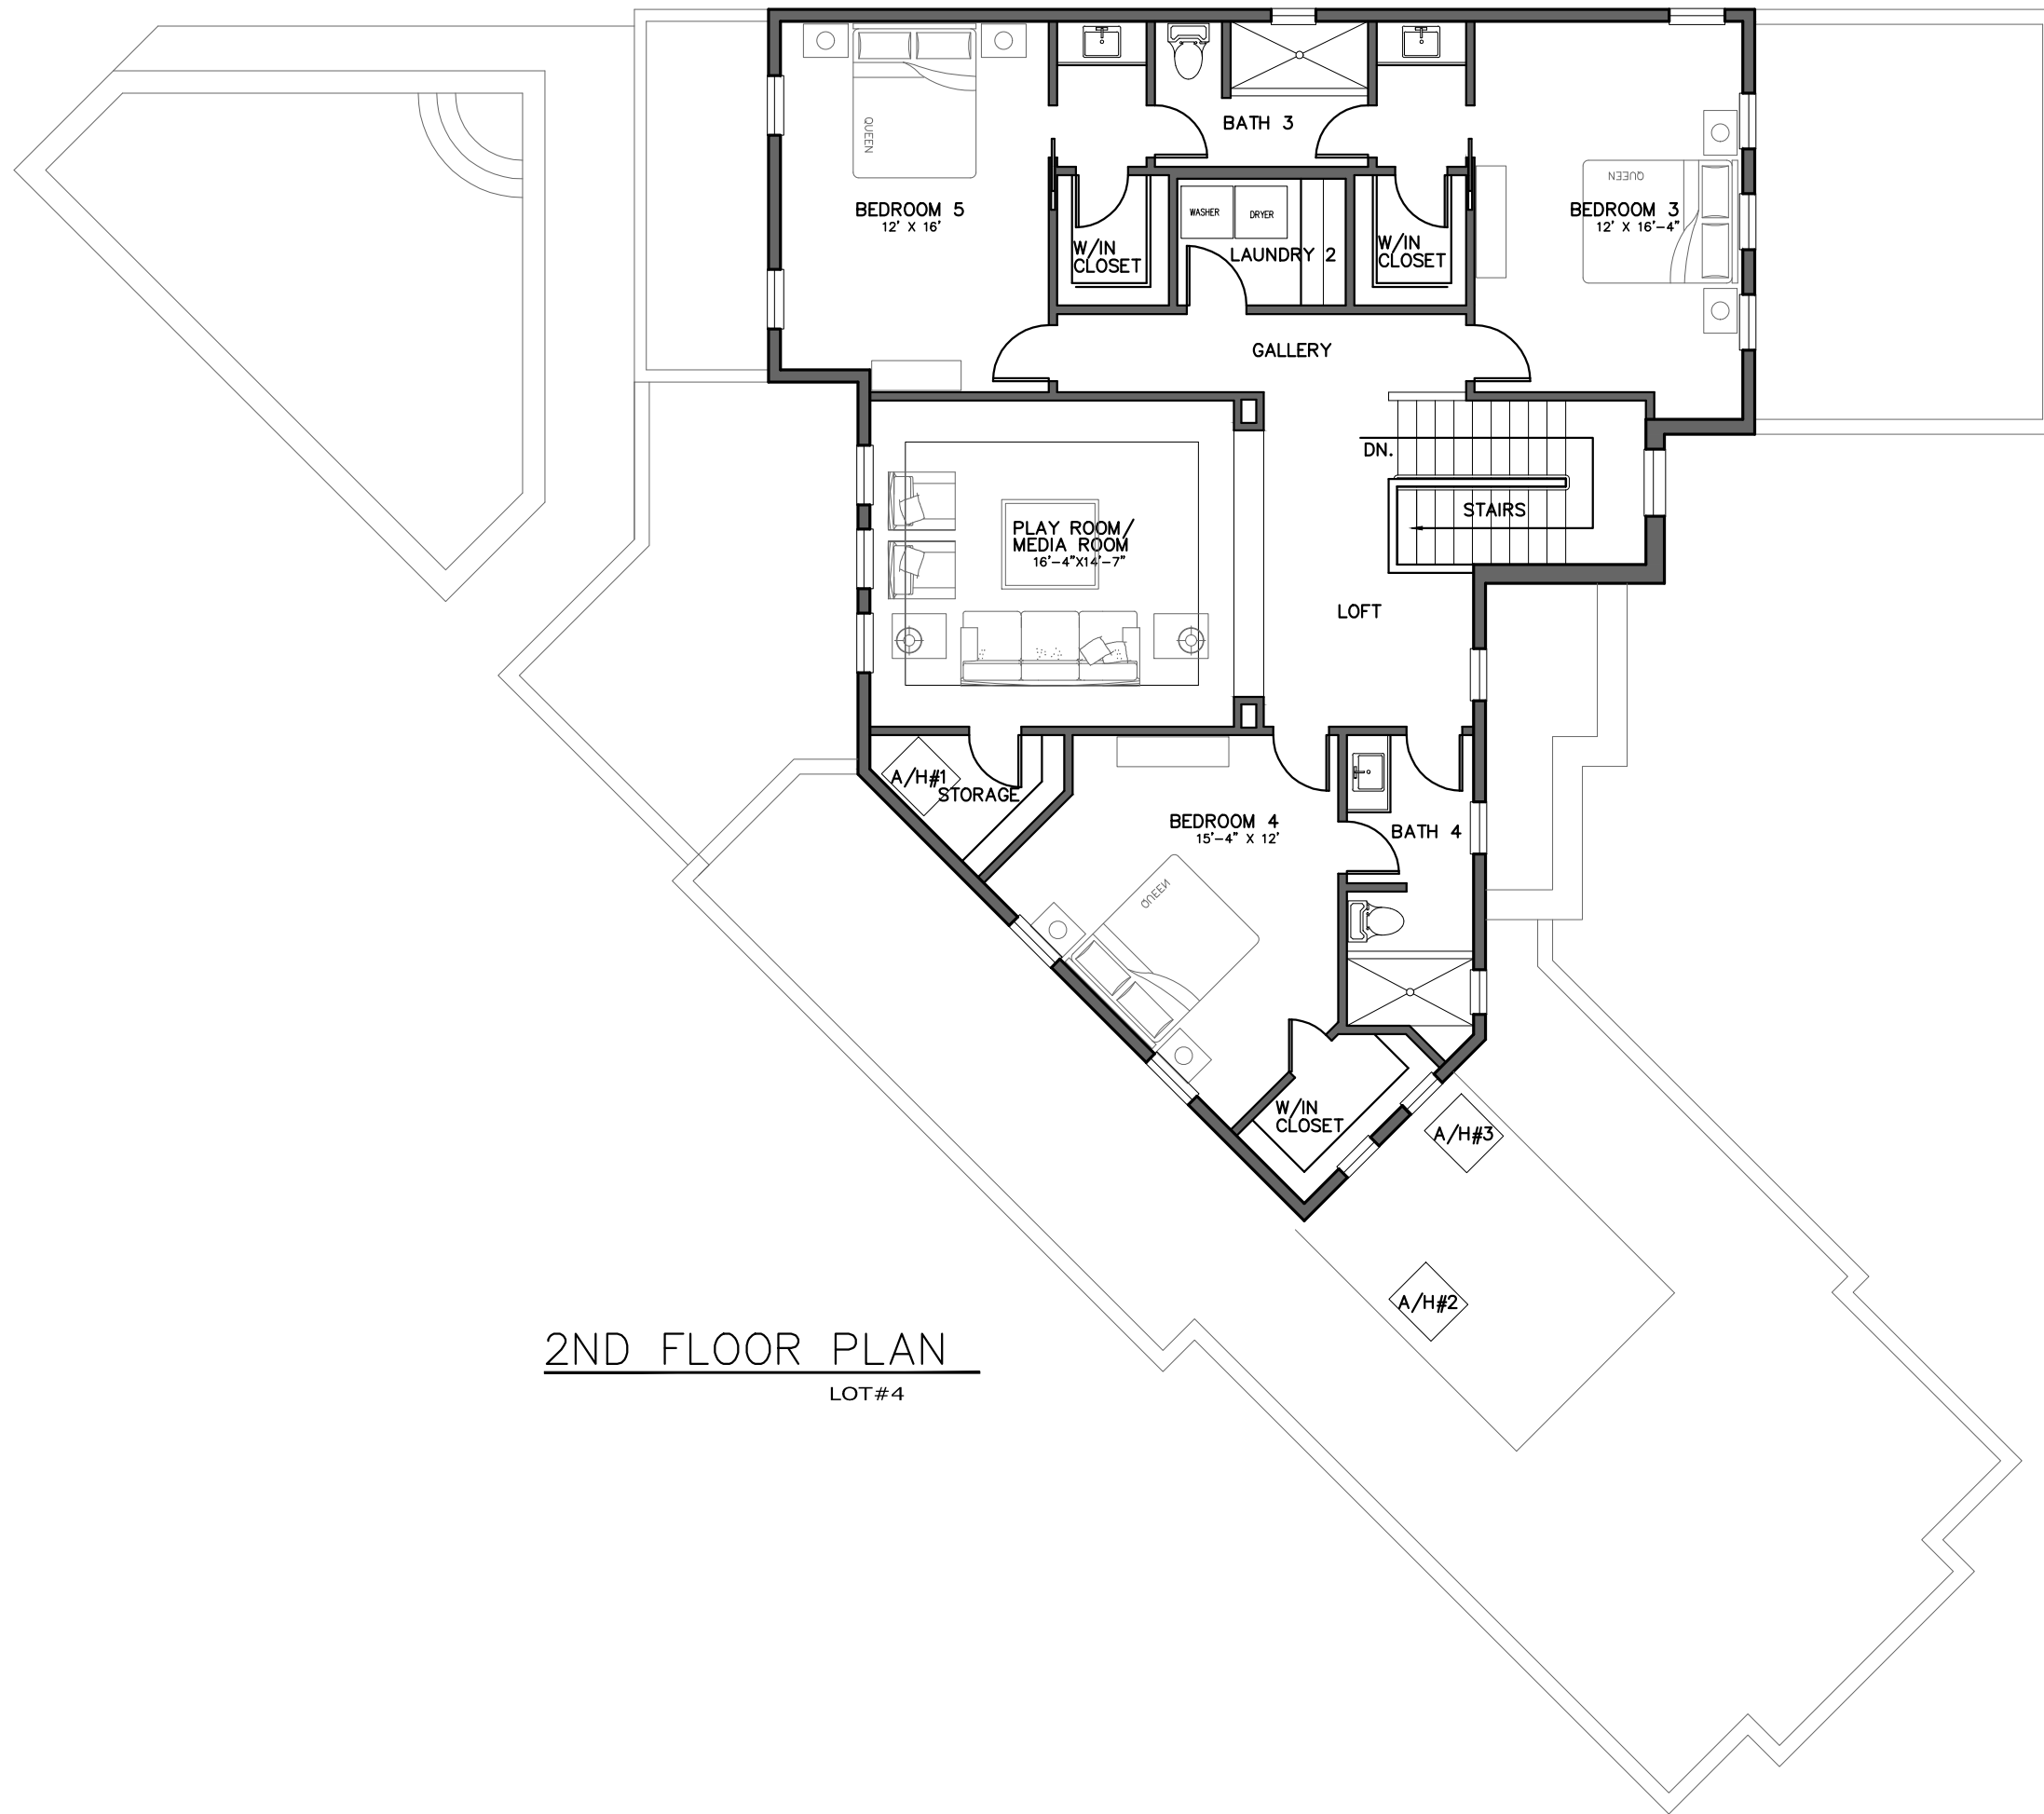 BATH 3
QUEEN
QUEEN
BEDROOM 5
12' X 16'
BEDROOM 3
12' X 16'-4"
WASHER
DRYER
W/IN
CLOSET
LAUNDRY 2
W/IN
CLOSET
GALLERY
DN.
STAIRS
PLAY ROOM/
MEDIA ROOM
16'-4"X14'-7"
LOFT
A/H#1
STORAGE
BEDROOM 4
15'-4" X 12'
BATH 4
QUEEN
W/IN
CLOSET
A/H#3
A/H#2
2ND FLOOR PLAN
LOT#4